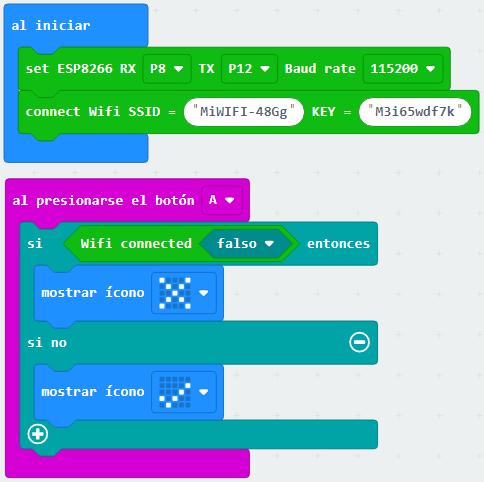 al iniciar
set ESP8266 RX P8 TX P12 Baud rate 115200
connect Wifi SSID = "MiWIFI-48Gg" KEY = "M3i65wdf7k"
al presionarse el botón A
si Wifi connected falso entonces
mostrar ícono
si no
mostrar ícono